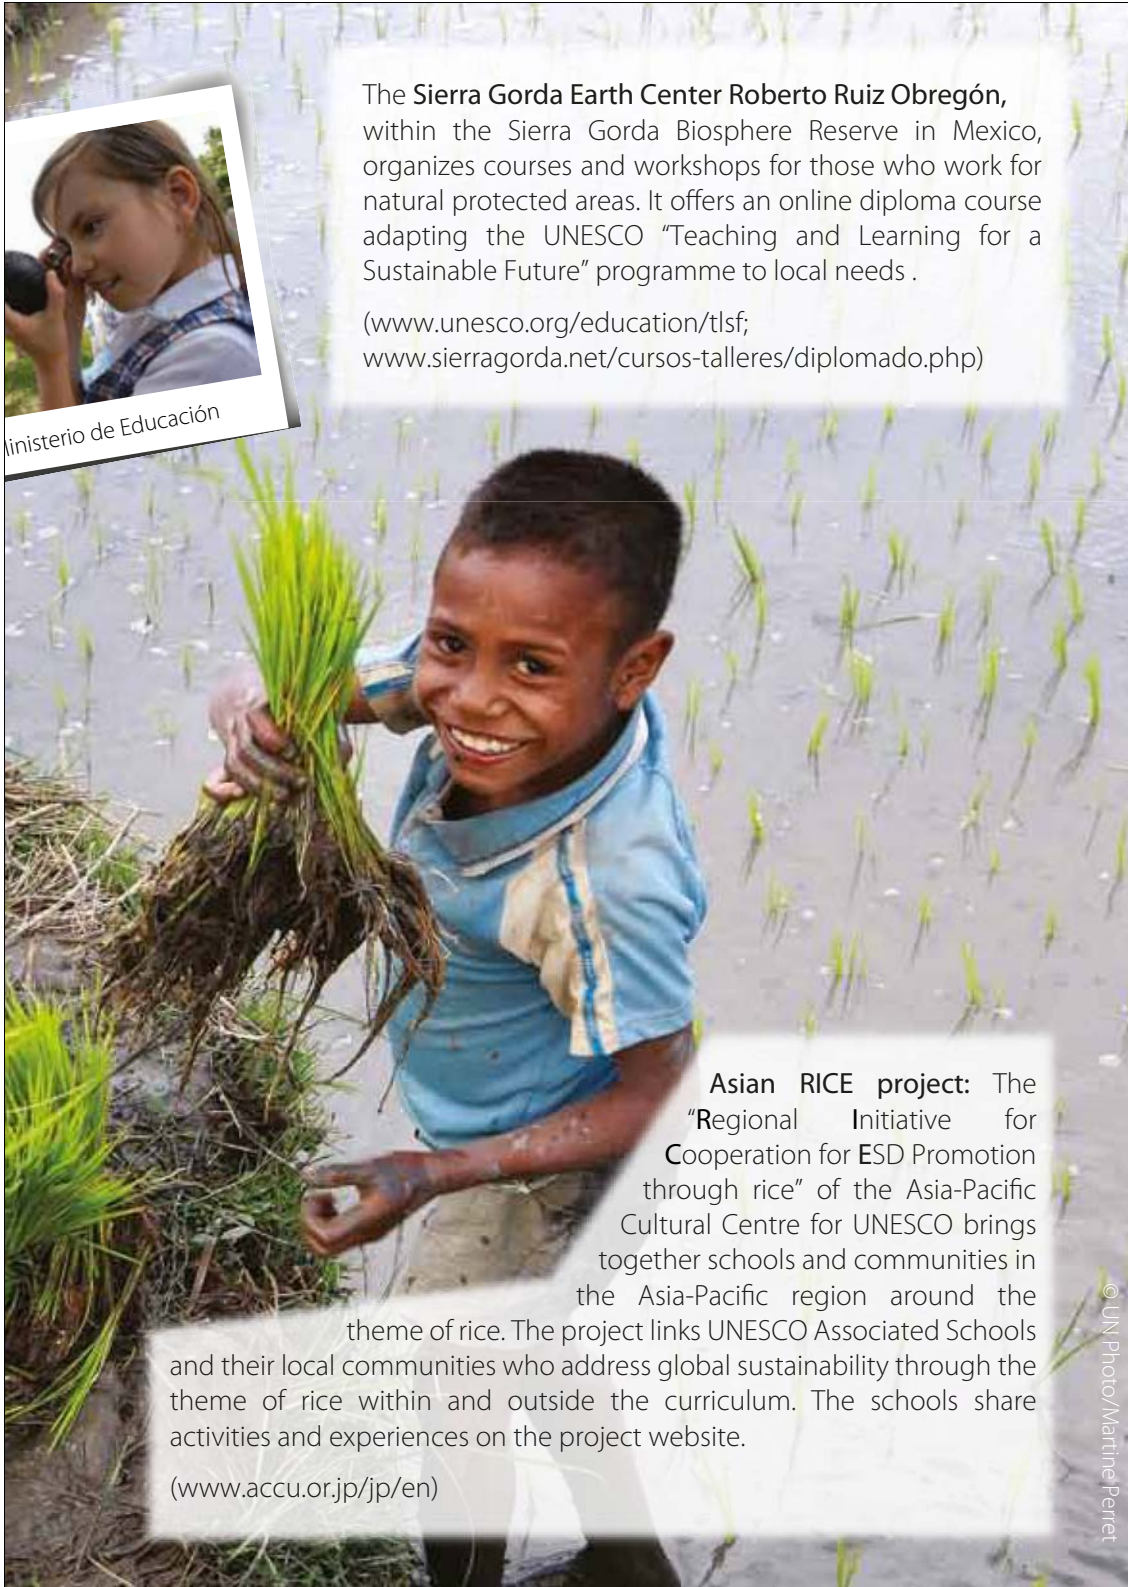 The Sierra Gorda Earth Center Roberto Ruiz Obregón,
within the Sierra Gorda Biosphere Reserve in Mexico,
organizes courses and workshops for those who work for
natural protected areas. It offers an online diploma course
adapting the UNESCO “Teaching and Learning for a
Sustainable Future” programme to local needs .
(www.unesco.org/education/tlsf;
www.sierragorda.net/cursos-talleres/diplomado.php)
inisterio de Educación
Asian RICE project: The
“Regional Initiative for
Cooperation for ESD Promotion
through rice” of the Asia-Pacific
Cultural Centre for UNESCO brings
together schools and communities in
the Asia-Pacific region around the
theme of rice. The project links UNESCO Associated Schools
and their local communities who address global sustainability through the
theme of rice within and outside the curriculum. The schools share
activities and experiences on the project website.
(www.accu.or.jp/jp/en)
© UN Photo/Martine Perret